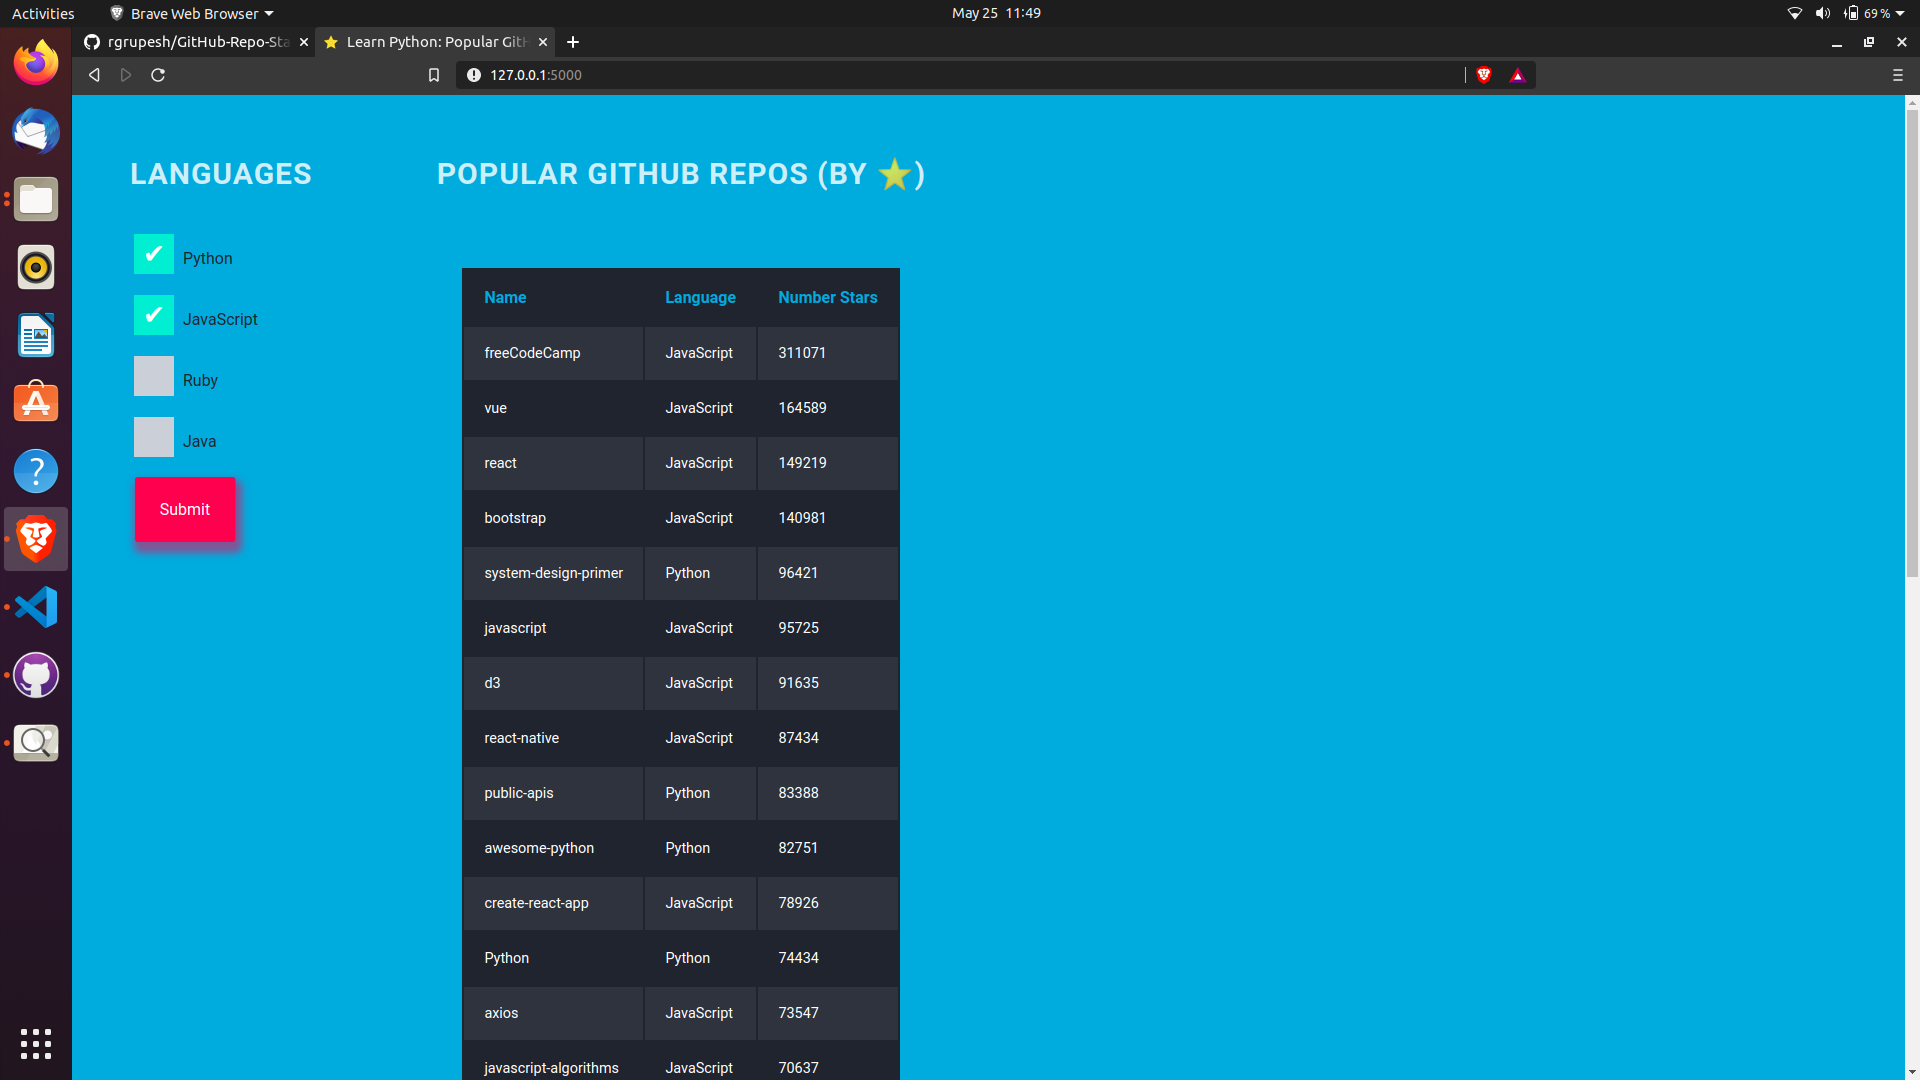 Activities
Brave Web Browser
May 25 11:49
69 %
rgrupesh/GitHub-Repo-Sta
Learn Python: Popular GitH
127.0.0.1:5000
LANGUAGES
Python
JavaScript
Ruby
Java
Submit
POPULAR GITHUB REPOS (BY ⭐)
Name Language Number Stars
freeCodeCamp JavaScript 311071
vue JavaScript 164589
react JavaScript 149219
bootstrap JavaScript 140981
system-design-primer Python 96421
javascript JavaScript 95725
d3 JavaScript 91635
react-native JavaScript 87434
public-apis Python 83388
awesome-python Python 82751
create-react-app JavaScript 78926
Python Python 74434
axios JavaScript 73547
javascript-algorithms JavaScript 70637